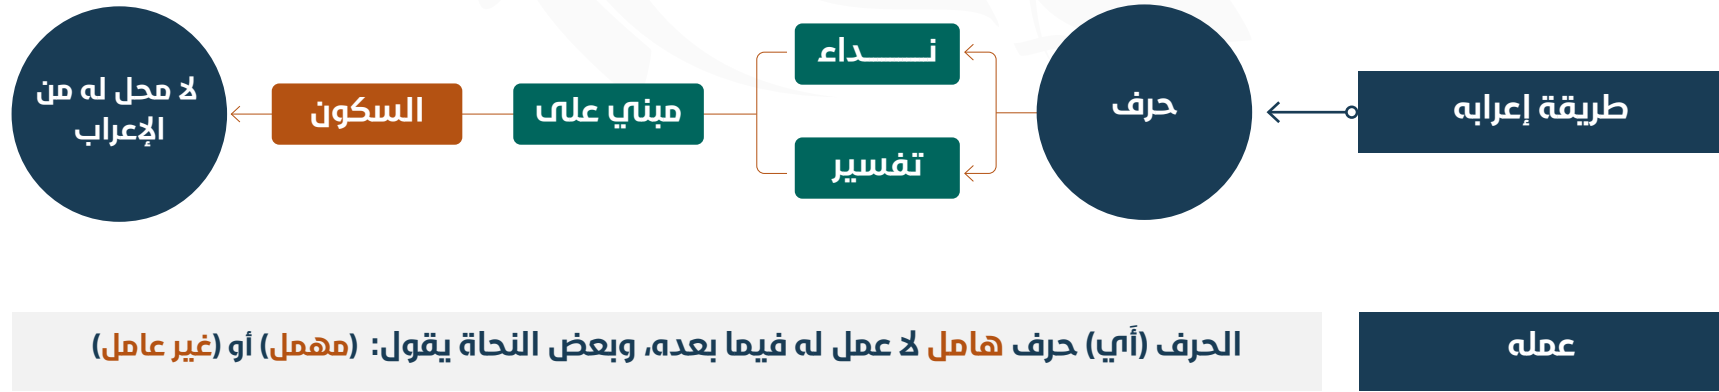 طريقة إعرابه
حرف
نـــــداء
تفسير
مبني على
السكون
لا محل له من
الإعراب
عمله
الحرف (أَي) حرف هامل لا عمل له فيما بعده، وبعض النحاة يقول: (مهمل) أو (غير عامل)